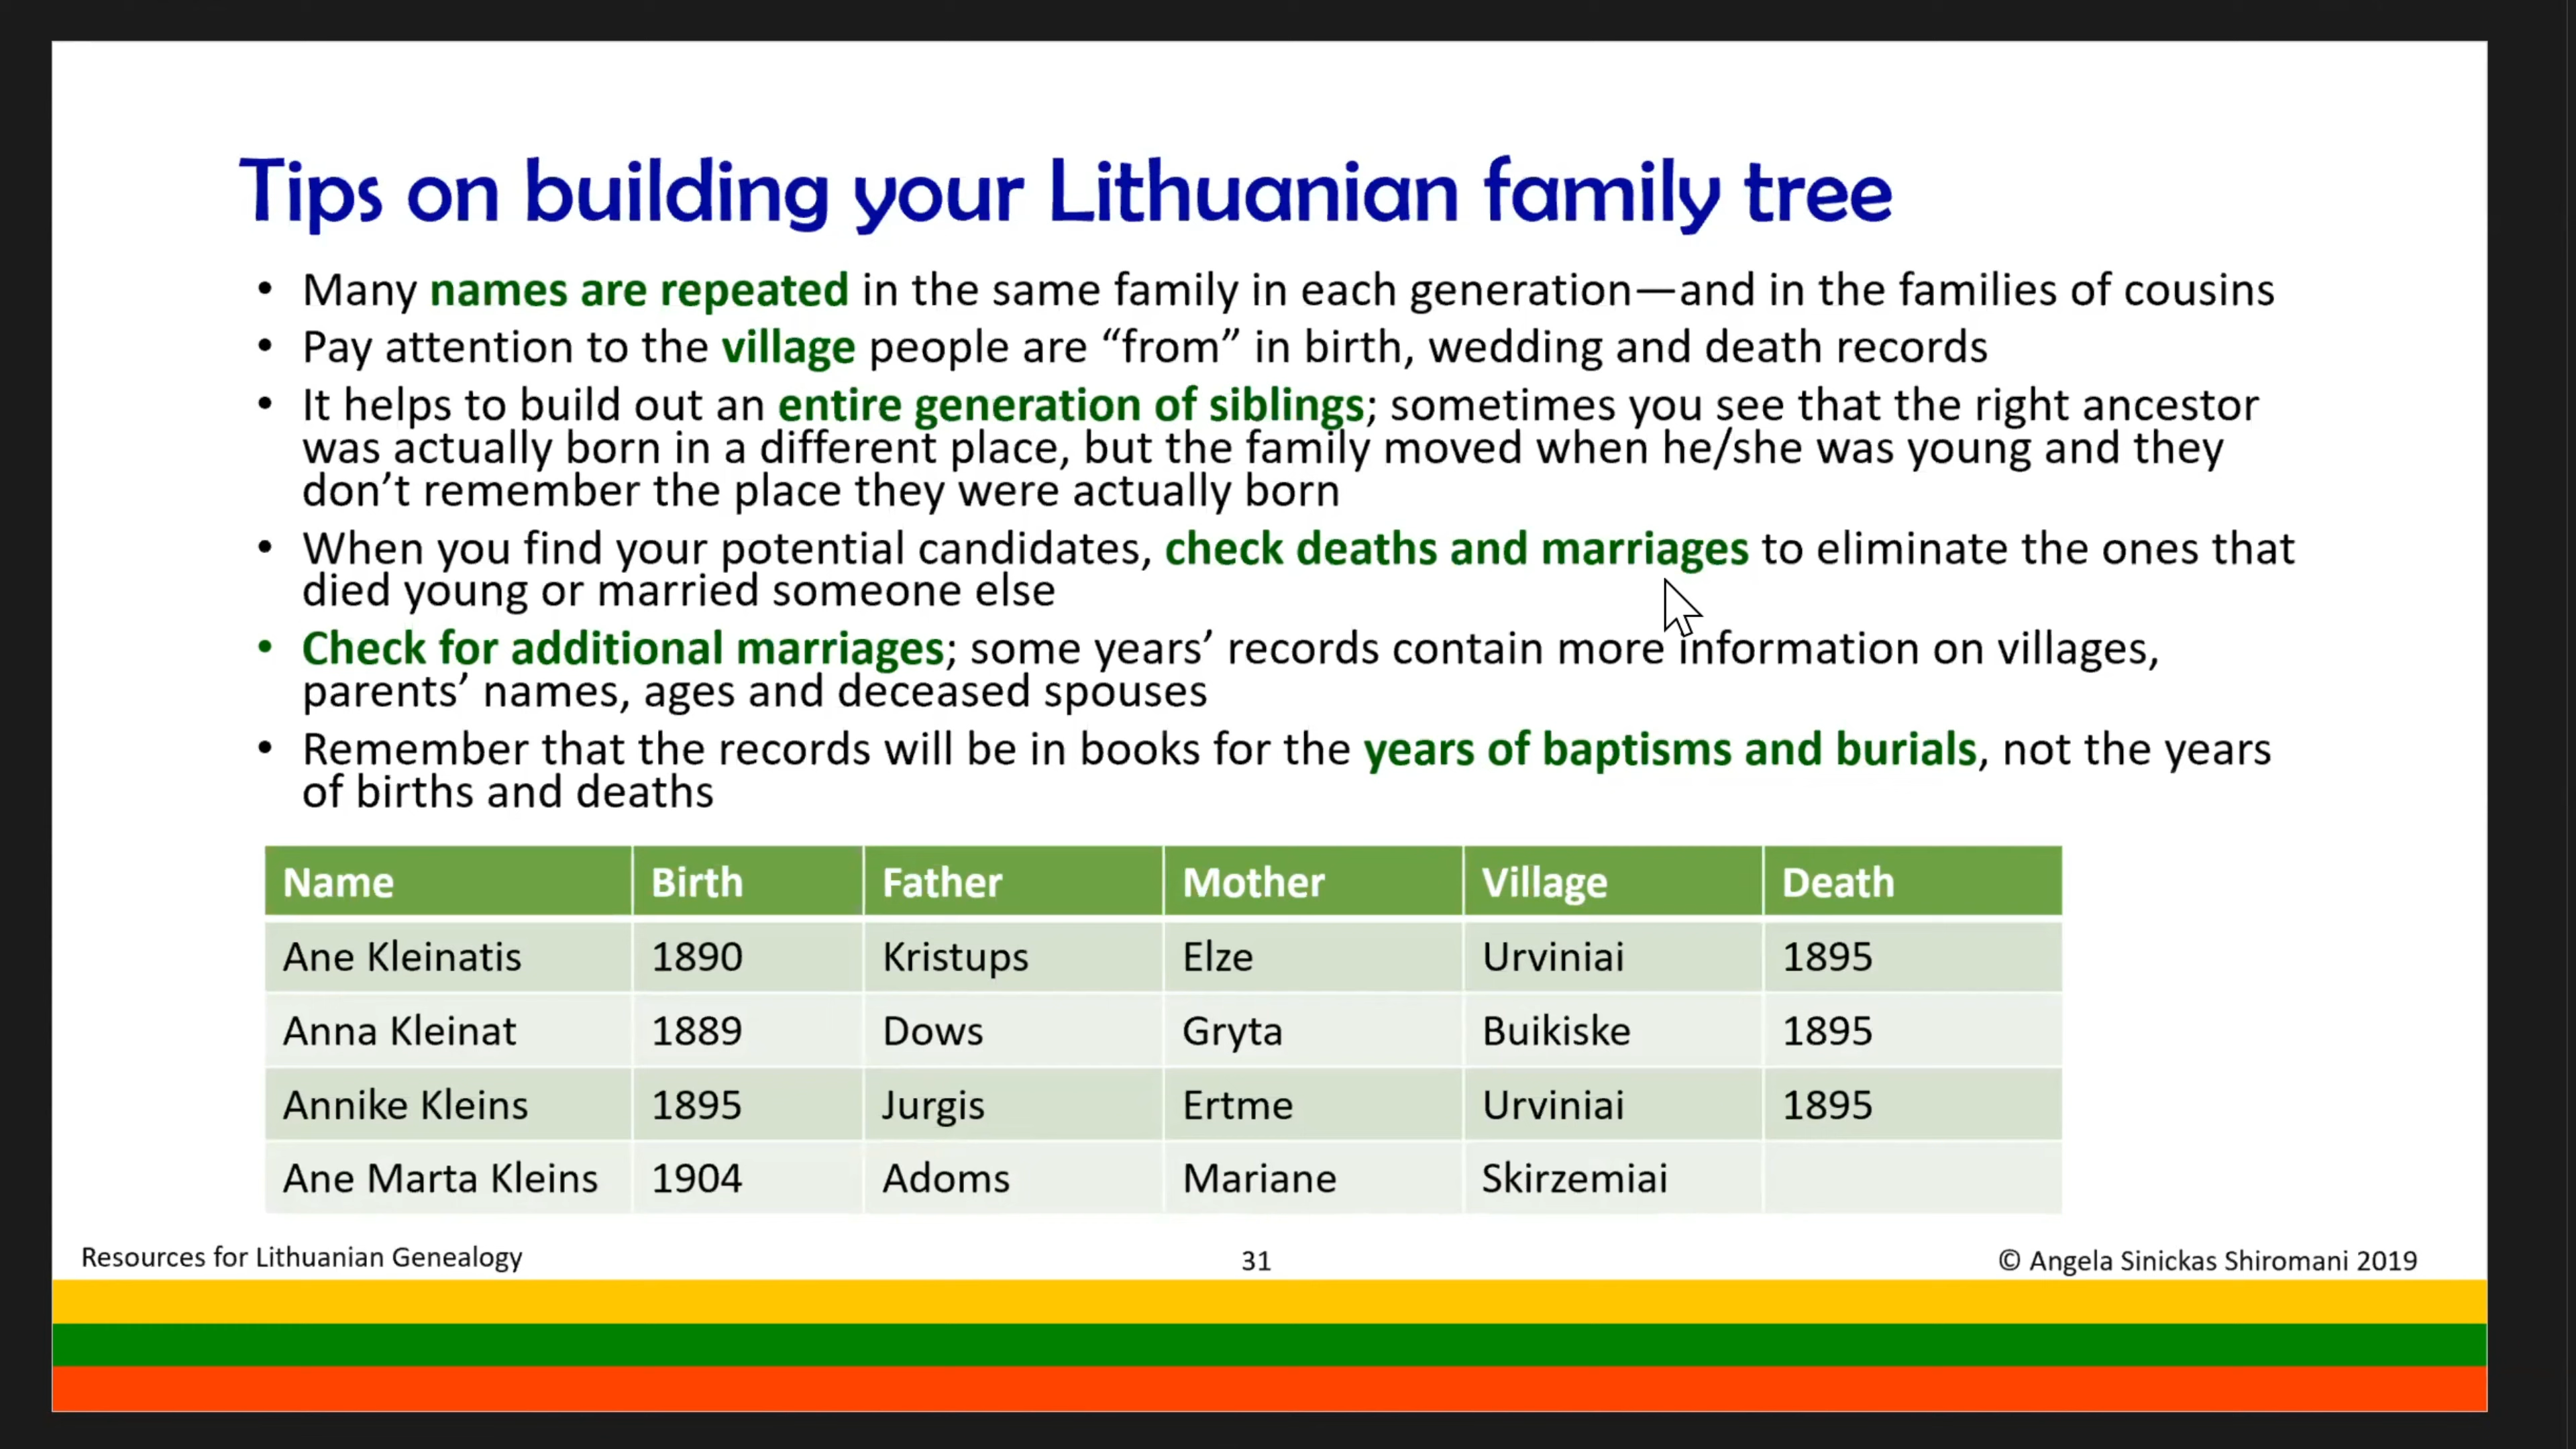 Tips on building your Lithuanian family tree
• Many names are repeated in the same family in each generation—and in the families of cousins
• Pay attention to the village people are “from” in birth, wedding and death records
• It helps to build out an entire generation of siblings; sometimes you see that the right ancestor
was actually born in a different place, but the family moved when he/she was young and they
don’t remember the place they were actually born
• When you find your potential candidates, check deaths and marriages to eliminate the ones that
died young or married someone else
• Check for additional marriages; some years’ records contain more information on villages,
parents’ names, ages and deceased spouses
• Remember that the records will be in books for the years of baptisms and burials, not the years
of births and deaths
Name Birth Father Mother Village Death
Ane Kleinatis 1890 Kristups Elze Urviniai 1895
Anna Kleinat 1889 Dows Gryta Buikiske 1895
Annike Kleins 1895 Jurgis Ertme Urviniai 1895
Ane Marta Kleins 1904 Adoms Mariane Skirzemiai
Resources for Lithuanian Genealogy 31 © Angela Sinickas Shiromani 2019